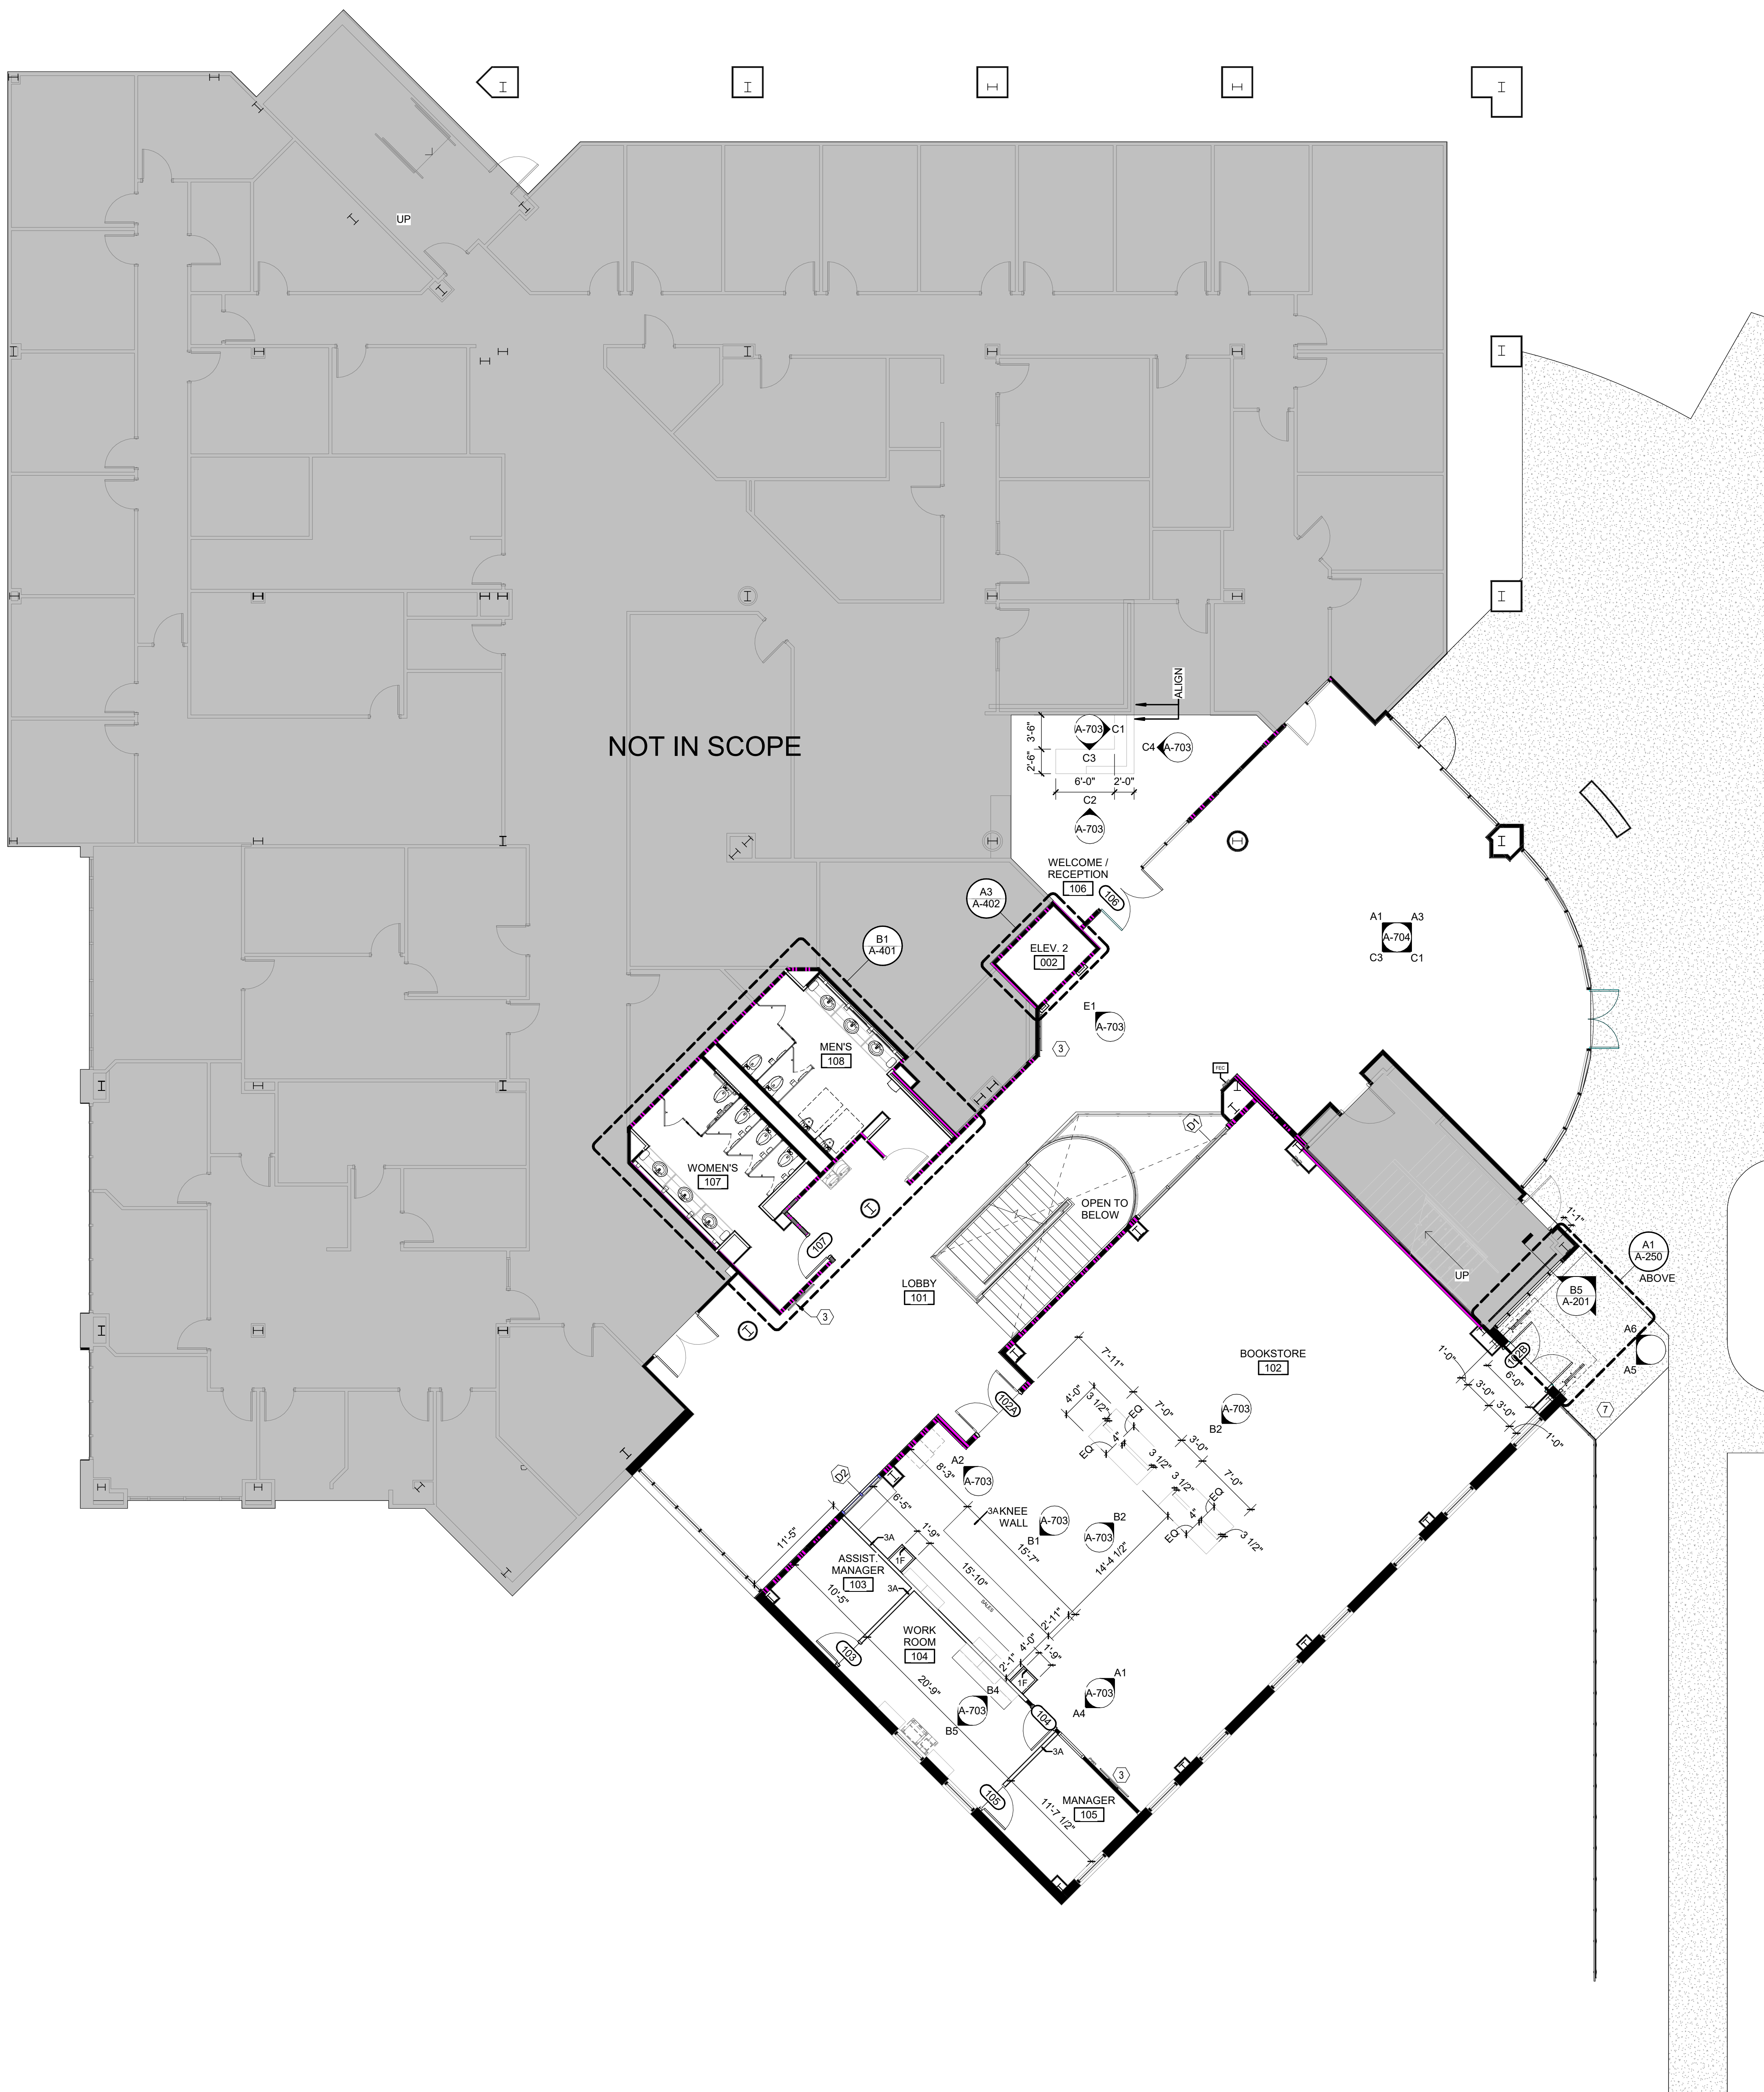 UP
NOT IN SCOPE
ALIGN
3'-6"
2'-6"
A-703
C1
C3
C4
A-703
6'-0"
2'-0"
C2
A-703
WELCOME /
RECEPTION
106
106
A3
A-402
B1
A-401
ELEV. 2
002
E1
A-703
3
A1
A3
A-704
C3
C1
MEN'S
108
FEC
D1
WOMEN'S
107
OPEN TO
BELOW
107
LOBBY
101
3
1'-1"
A1
A-250
ABOVE
UP
B5
A-201
A6
A5
102B
1'-0"
6'-0"
3'-0"
3'-0"
1'-0"
7
BOOKSTORE
102
7'-11"
4'-0"
3 1/2"
7'-0"
EQ
4"
EQ
3'-0"
3 1/2"
3 1/2"
7'-0"
EQ
4"
EQ
3 1/2"
A-703
B2
102A
A2
A-703
8'-3"
D2
6'-5"
3A
KNEE
WALL
A-703
B1
B2
A-703
11'-5"
3A
1'-9"
1F
15'-7"
14'-4 1/2"
ASSIST.
MANAGER
103
15'-10"
3A
10'-5"
SALES
2'-11"
WORK
ROOM
104
103
4'-0"
1'-9"
2'-1"
1F
20'-9"
B4
A-703
B5
A1
A-703
A4
104
3A
3
105
MANAGER
105
11'-7 1/2"